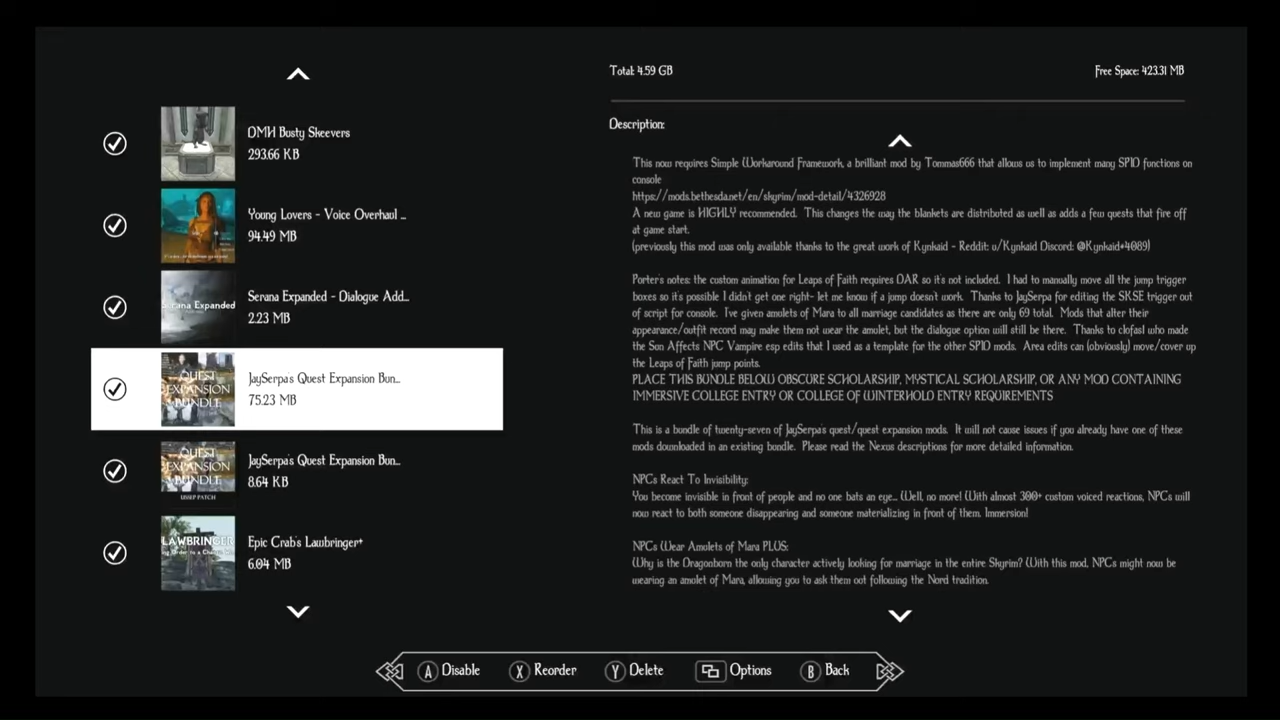 Total: 4.59 GB
Free Space: 423.31 MB
DMH Busty Skeevers
293.66 KB
Young Lovers - Voice Overhaul ...
94.49 MB
Serana Expanded
Serana Expanded - Dialogue Add...
2.23 MB
QUEST
EXPANSION
BUNDLE
JaySerpa's Quest Expansion Bun...
75.23 MB
QUEST
EXPANSION
BUNDLE
USSEP PATCH
JaySerpa's Quest Expansion Bun...
8.64 KB
LAWBRINGER
Epic Crab's Lawbringer+
6.04 MB
Description:
This now requires Simple Workaround Framework, a brilliant mod by Tommas666 that allows us to implement many SPID functions on
console
https://mods.bethesda.net/en/skyrim/mod-detail/4326928
A new game is HIGHLY recommended. This changes the way the blankets are distributed as well as adds a few quests that fire off
at game start.
(previously this mod was only available thanks to the great work of Kynkaid - Reddit: u/Kynkaid Discord: @Kynkaid#4089)
Porter's notes: the custom animation for Leaps of Faith requires DAR so it's not included. I had to manually move all the jump trigger
boxes so it's possible I didn't get one right- let me know if a jump doesn't work. Thanks to JaySerpa for editing the SKSE trigger out
of script for console. I've given amulets of Mara to all marriage candidates as there are only 69 total. Mods that alter their
appearance/outfit record may make them not wear the amulet, but the dialogue option will still be there. Thanks to clofas1 who made
the Sun Affects NPC Vampire esp edits that I used as a template for the other SPID mods. Area edits can (obviously) move/cover up
the Leaps of Faith jump points.
PLACE THIS BUNDLE BELOW OBSCURE SCHOLARSHIP, MYSTICAL SCHOLARSHIP, OR ANY MOD CONTAINING
IMMERSIVE COLLEGE ENTRY OR COLLEGE OF WINTERHOLD ENTRY REQUIREMENTS
This is a bundle of twenty-seven of JaySerpa's quest/quest expansion mods. It will not cause issues if you already have one of these
mods downloaded in an existing bundle. Please read the Nexus descriptions for more detailed information.
NPCs React To Invisibility:
You become invisible in front of people and no one bats an eye... Well, no more! With almost 300+ custom voiced reactions, NPCs will
now react to both someone disappearing and someone materializing in front of them. Immersion!
NPCs Wear Amulets of Mara PLUS:
Why is the Dragonborn the only character actively looking for marriage in the entire Skyrim? With this mod, NPCs might now be
wearing an amulet of Mara, allowing you to ask them out following the Nord tradition.
A Disable
X Reorder
Y Delete
Options
B Back